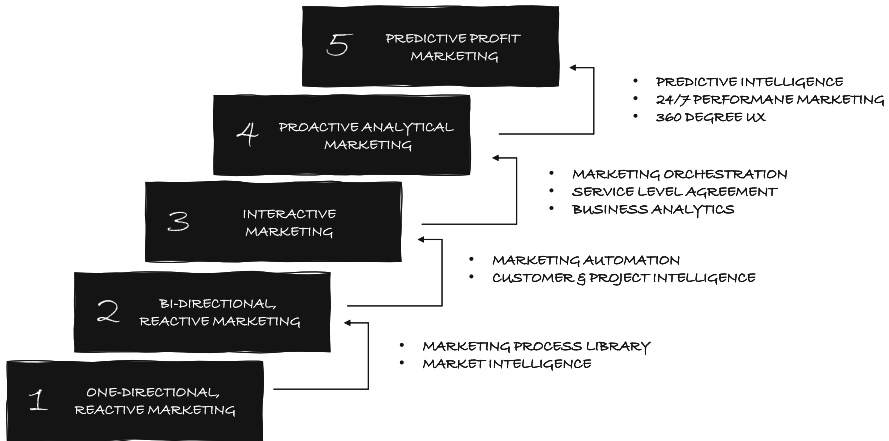 5
PREDICTIVE PROFIT
MARKETING
• PREDICTIVE INTELLIGENCE
• 24/7 PERFORMANE MARKETING
• 360 DEGREE UX
4
PROACTIVE ANALYTICAL
MARKETING
• MARKETING ORCHESTRATION
• SERVICE LEVEL AGREEMENT
• BUSINESS ANALYTICS
3
INTERACTIVE
MARKETING
• MARKETING AUTOMATION
• CUSTOMER & PROJECT INTELLIGENCE
2
BI-DIRECTIONAL,
REACTIVE MARKETING
• MARKETING PROCESS LIBRARY
• MARKET INTELLIGENCE
1
ONE-DIRECTIONAL,
REACTIVE MARKETING